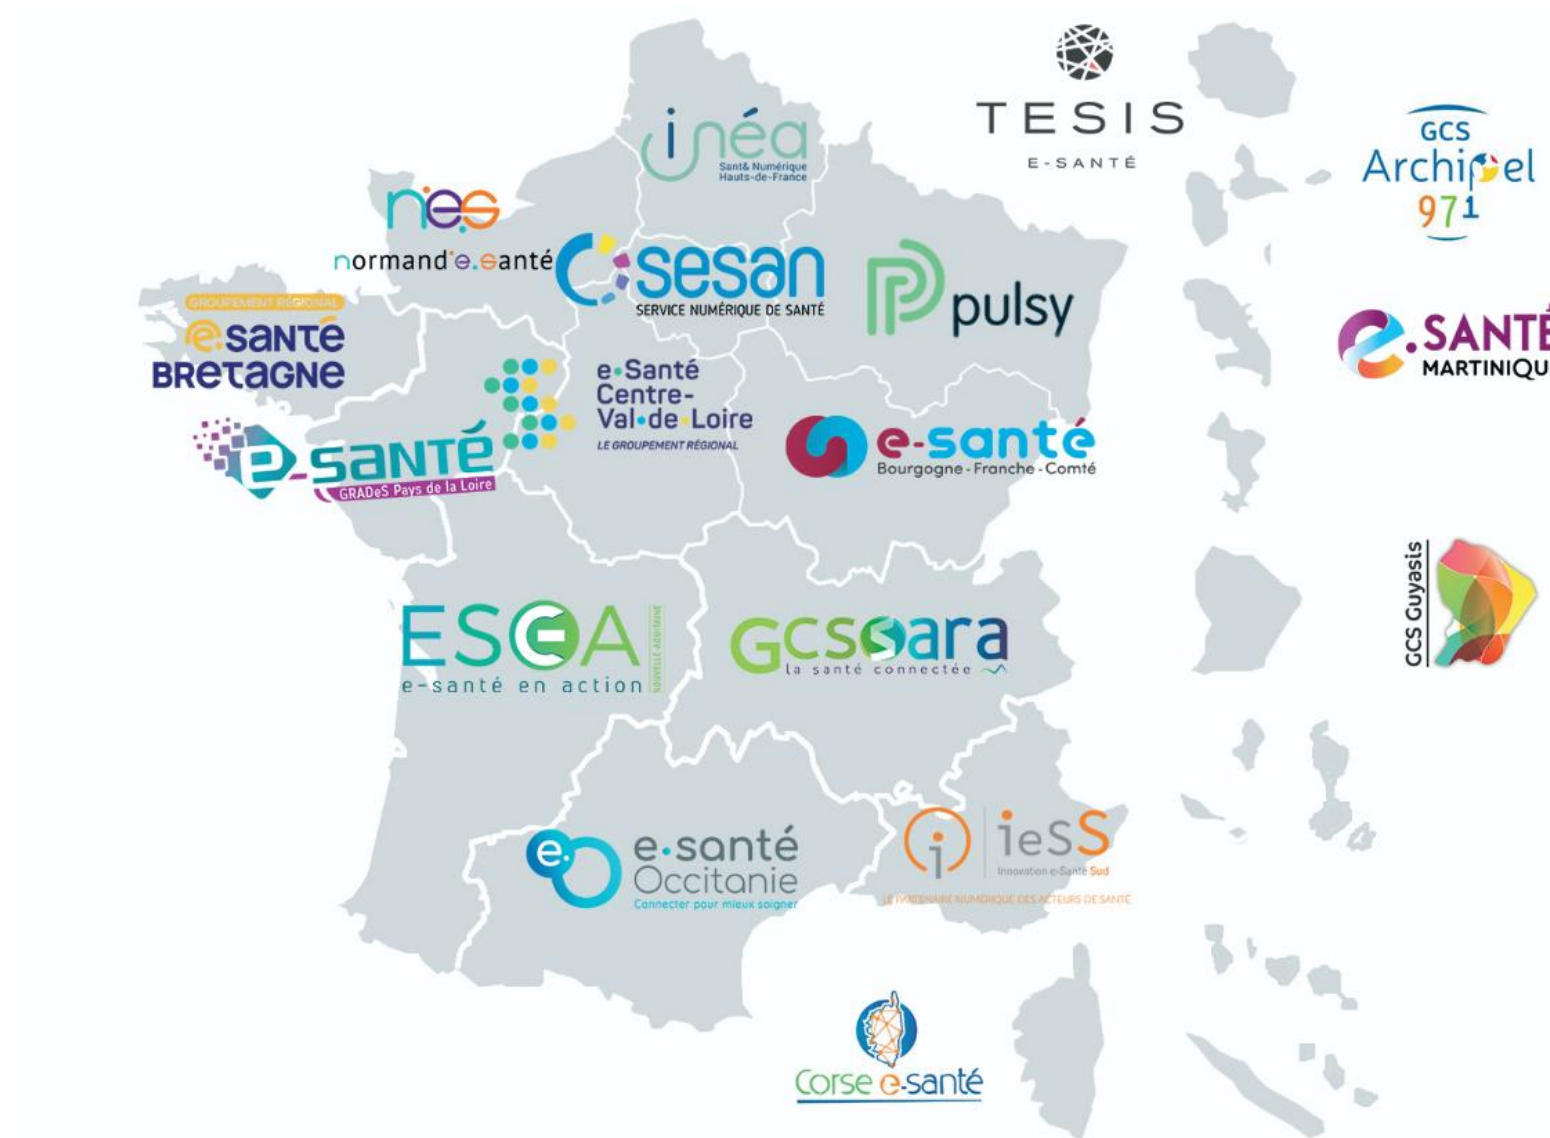 TESIS
E-SANTÉ
GCS
Archipel
971
inéa
Santé Numérique
Hauts-de-France
n.e.s
normand'e.santé
sesan
SERVICE NUMÉRIQUE DE SANTÉ
pulsy
GROUPEMENT RÉGIONAL
e.santé
BRETAGNE
e.SANTÉ
MARTINIQU
e•Santé
Centre-
Val•de•Loire
LE GROUPEMENT RÉGIONAL
e-santé
GRADeS Pays de la Loire
e-santé
Bourgogne - Franche - Comté
GCS Guyasis
ESEA
NOUVELLE-AQUITAINE
e-santé en action
GCSsara
la santé connectée
e.
e•santé
Occitanie
Connecter pour mieux soigner
i
ieSS
Innovation e-Santé Sud
LE PARTENAIRE NUMÉRIQUE DES ACTEURS DE SANTÉ
Corse e-santé